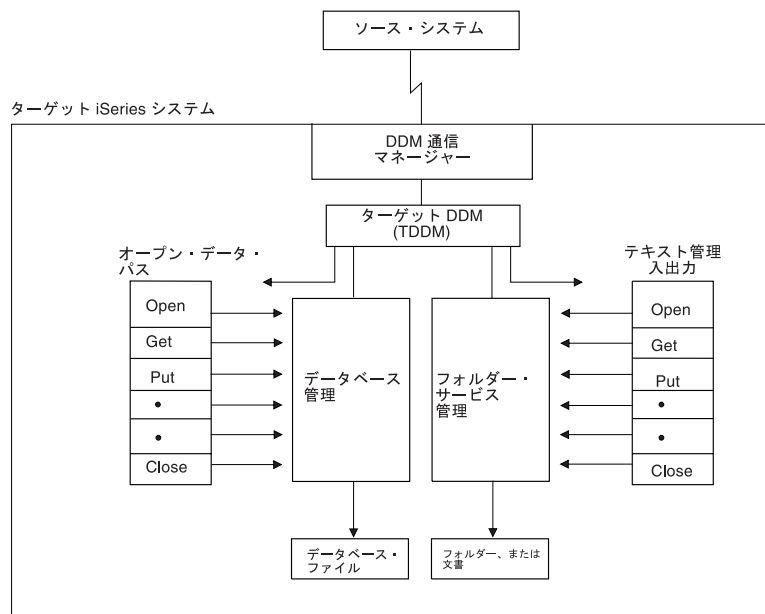 ソース・システム
ターゲット iSeries システム
DDM 通信
マネージャー
ターゲット DDM
(TDDM)
オープン・データ・
パス
テキスト管理
入出力
Open
Get
Put
•
•
Close
データベース
管理
フォルダー・
サービス
管理
Open
Get
Put
•
•
Close
データベース・
ファイル
フォルダー、または
文書